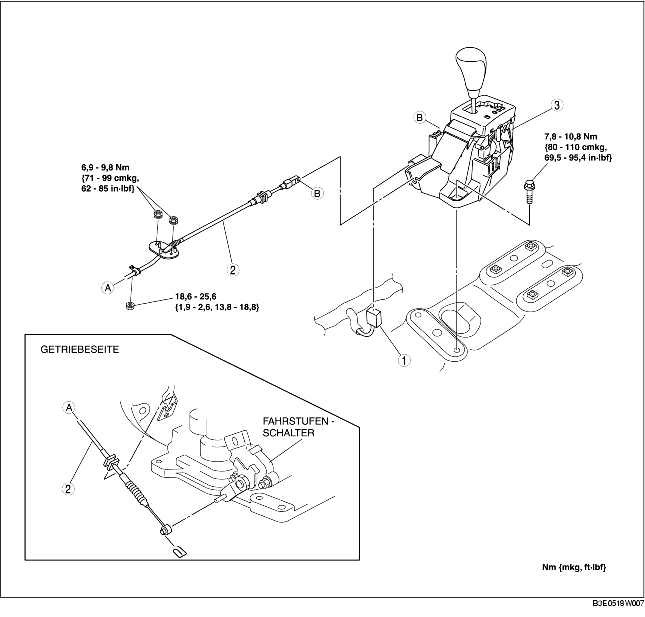 B
3
7,8 - 10,8 Nm
{80 - 110 cmkg,
69,5 - 95,4 in-lbf}
6,9 - 9,8 Nm
{71 - 99 cmkg,
62 - 85 in-lbf}
B
2
A
18,6 - 25,6
{1,9 - 2,6, 13,8 - 18,8}
1
GETRIEBESEITE
A
FAHRSTUFEN -
SCHALTER
2
Nm {mkg, ft-lbf}
B3E0518W007